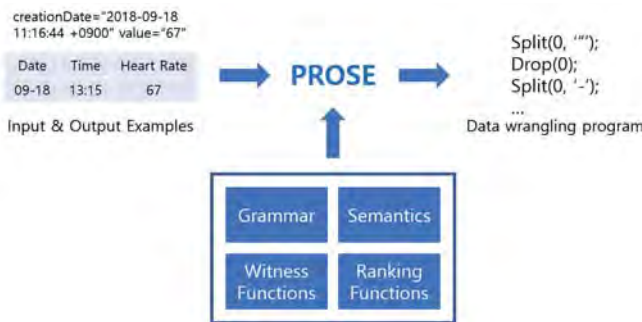 creationDate="2018-09-18
11:16:44 +0900" value="67"
Date Time Heart Rate
09-18 13:15 67
Input & Output Examples
PROSE
Split(0, ‘“’);
Drop(0);
Split(0, ‘-’);
...
Data wrangling program
Grammar Semantics
Witness Functions
Ranking Functions